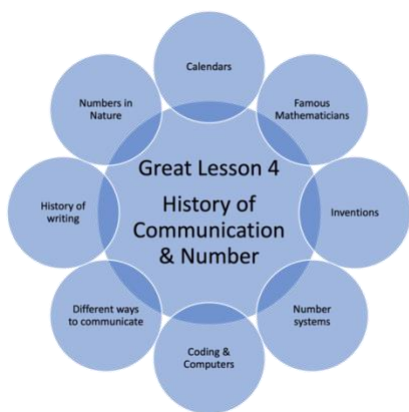 Great Lesson 4
History of
Communication
& Number
Calendars
Famous
Mathematicians
Inventions
Number
systems
Coding &
Computers
Different ways
to communicate
History of
writing
Numbers in
Nature